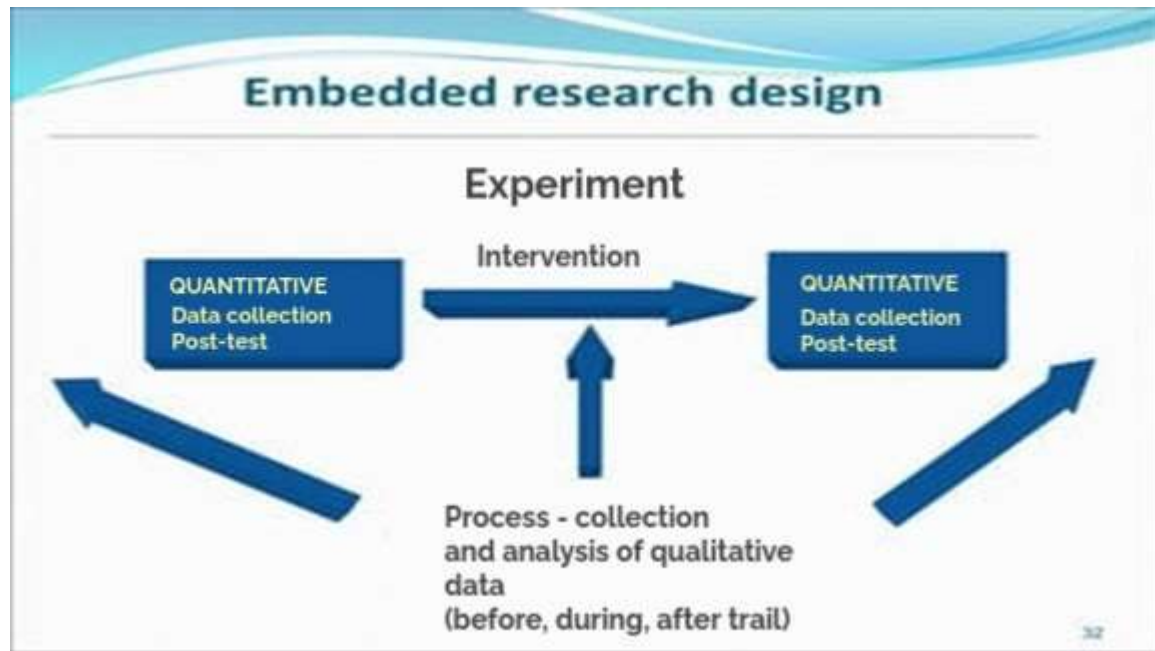 Embedded research design
Experiment
Intervention
QUANTITATIVE
Data collection
Post-test
QUANTITATIVE
Data collection
Post-test
Process - collection
and analysis of qualitative
data
(before, during, after trail)
32